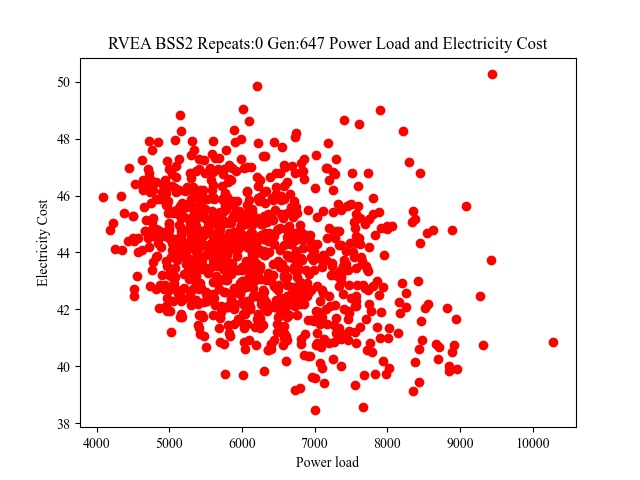 RVEA BSS2 Repeats:0 Gen:647 Power Load and Electricity Cost
50
48
46
44
42
40
38
Electricity Cost
4000 5000 6000 7000 8000 9000 10000
Power load